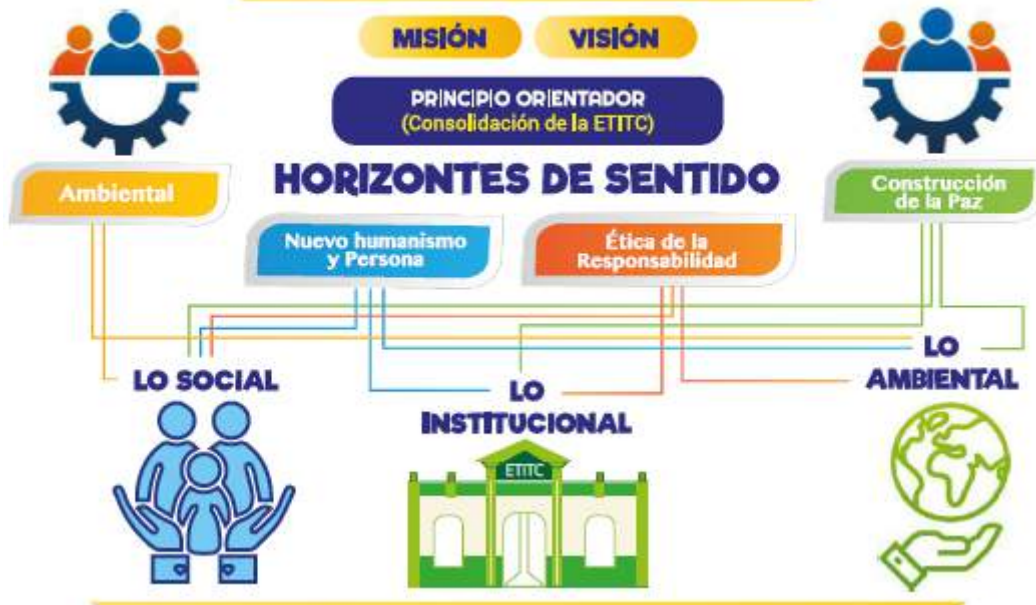 MISIÓN
VISIÓN
PRINCIPIO ORIENTADOR
(Consolidación de la ETITC)
HORIZONTES DE SENTIDO
Ambiental
Construcción
de la Paz
Nuevo humanismo
y Persona
Ética de la
Responsabilidad
LO SOCIAL
LO
INSTITUCIONAL
LO
AMBIENTAL
ETITC